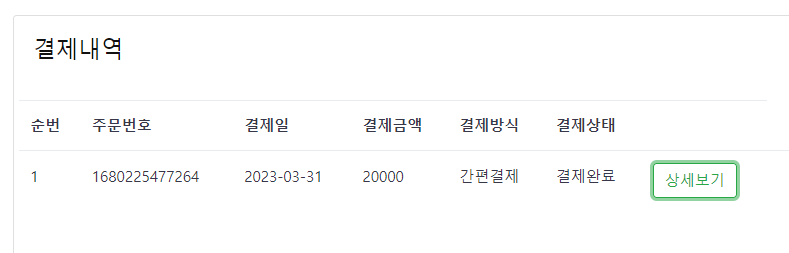 결제내역
순번 주문번호 결제일 결제금액 결제방식 결제상태
1 1680225477264 2023-03-31 20000 간편결제 결제완료 상세보기